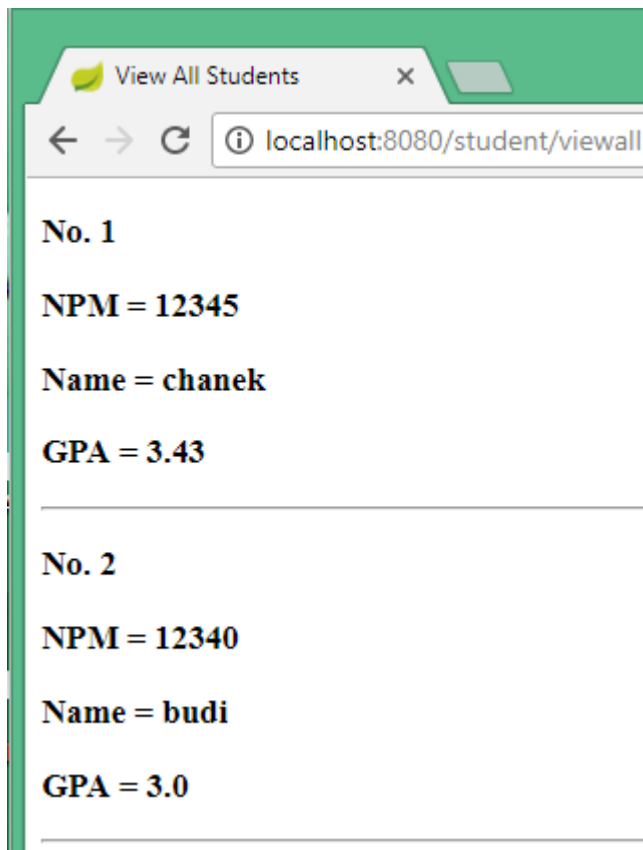 View All Students
localhost:8080/student/viewall
No. 1
NPM = 12345
Name = chanek
GPA = 3.43
No. 2
NPM = 12340
Name = budi
GPA = 3.0